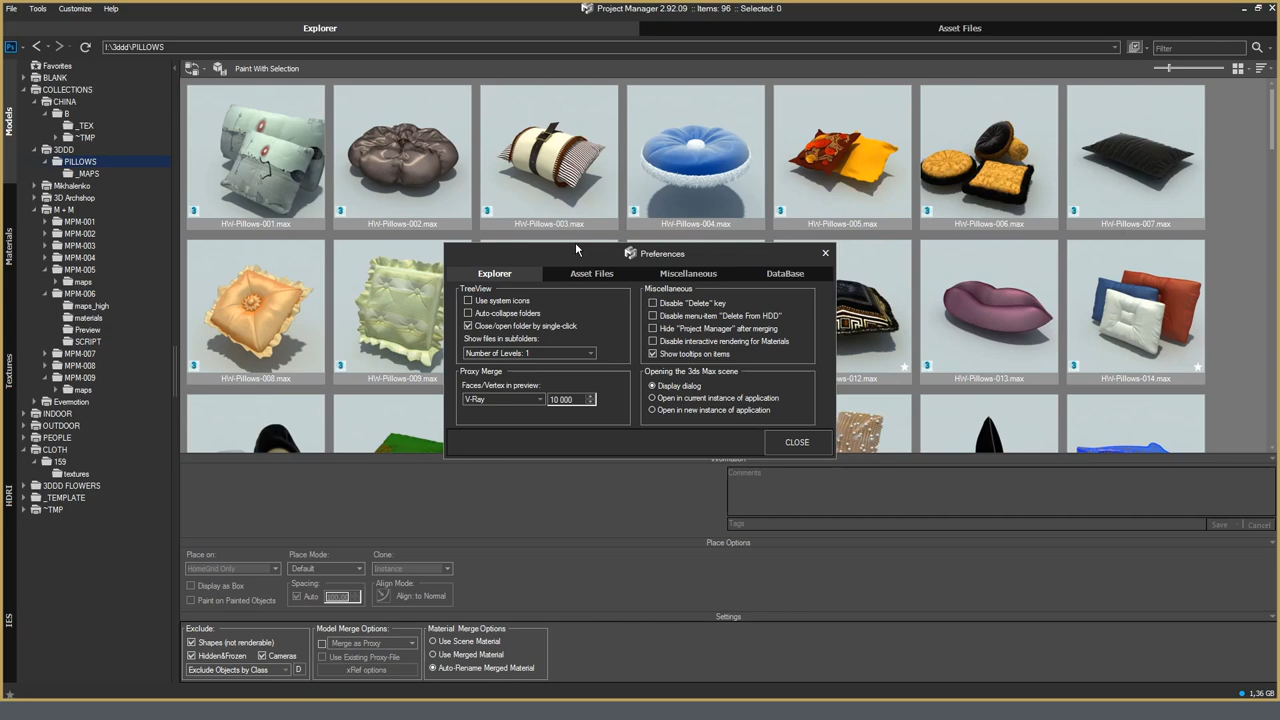 File Tools Customize Help
Project Manager 2.92.09 :: Items: 96 :: Selected: 0
Explorer Asset Files
Ps I:\3ddd\PILLOWS Filter
Paint With Selection
Models
Materials
Textures
HDRI
IES
Favorites
BLANK
COLLECTIONS
CHINA
B
_TEX
~TMP
3DDD
PILLOWS
_MAPS
Mikhalenko
3D Archshop
M + M
MPM-001
MPM-002
MPM-003
MPM-004
MPM-005
maps
MPM-006
maps_high
materials
Preview
SCRIPT
MPM-007
MPM-008
MPM-009
maps
Evermotion
INDOOR
OUTDOOR
PEOPLE
CLOTH
159
textures
3DDD FLOWERS
_TEMPLATE
~TMP
HW-Pillows-001.max HW-Pillows-002.max HW-Pillows-003.max HW-Pillows-004.max HW-Pillows-005.max HW-Pillows-006.max HW-Pillows-007.max
HW-Pillows-008.max HW-Pillows-009.max -012.max HW-Pillows-013.max HW-Pillows-014.max
Preferences
Explorer Asset Files Miscellaneous DataBase
TreeView
Use system icons
Auto-collapse folders
Close/open folder by single-click
Show files in subfolders:
Number of Levels: 1
Proxy Merge
Faces/Vertex in preview:
V-Ray 10 000
Miscellaneous
Disable "Delete" key
Disable menu-item "Delete From HDD"
Hide "Project Manager" after merging
Disable interactive rendering for Materials
Show tooltips on items
Opening the 3ds Max scene
Display dialog
Open in current instance of application
Open in new instance of application
CLOSE
Information
Comments
Tags Save Cancel
Place Options
Place on: Place Mode: Clone:
HomeGrid Only Default Instance
Display as Box Spacing: Align Mode:
Auto Align to Normal
Paint on Painted Objects
Settings
Exclude:
Shapes (not renderable)
Hidden&Frozen Cameras
Exclude Objects by Class D
Model Merge Options:
Merge as Proxy
Use Existing Proxy-File
xRef options
Material Merge Options
Use Scene Material
Use Merged Material
Auto-Rename Merged Material
1,36 GB